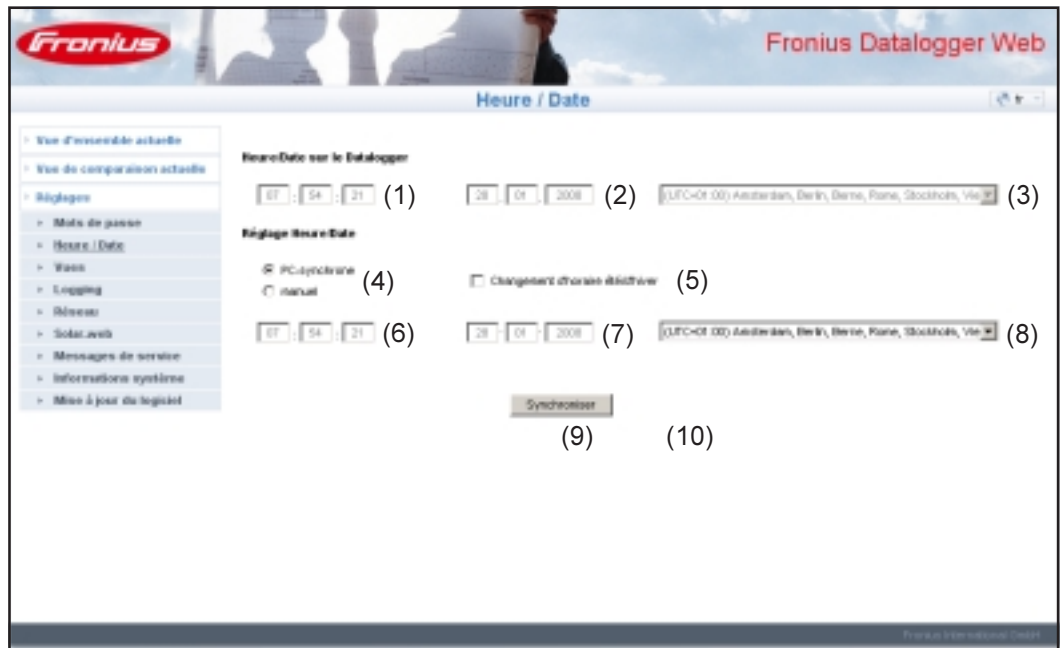 Fronius
Fronius Datalogger Web
Heure / Date
fr
Vue d'ensemble actuelle
Vue de comparaison actuelle
Réglages
Mots de passe
Heure / Date
Vues
Logging
Réseau
Solar.web
Messages de service
Informations système
Mise à jour du logiciel
Heure/Date sur le Datalogger
07 : 54 : 21 (1) 28 . 01 . 2008 (2) (UTC+01:00) Amsterdam, Berlin, Berne, Rome, Stockholm, Vie (3)
Réglage Heure/Date
PC-synchrone
manuel
(4)
Changement d'horaire été/d'hiver (5)
07 : 54 : 21 (6) 28 . 01 . 2008 (7) (UTC+01:00) Amsterdam, Berlin, Berne, Rome, Stockholm, Vie (8)
Synchroniser
(9) (10)
Fronius International GmbH